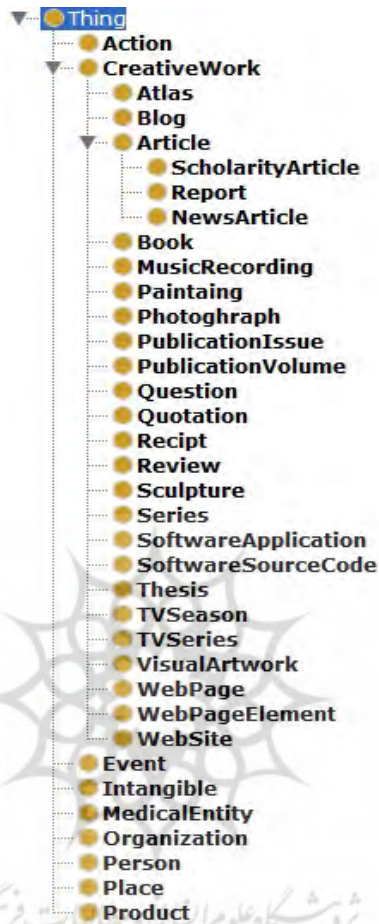 Thing
Action
CreativeWork
Atlas
Blog
Article
ScholarityArticle
Report
NewsArticle
Book
MusicRecording
Paintaing
Photoghraph
PublicationIssue
PublicationVolume
Question
Quotation
Recipt
Review
Sculpture
Series
SoftwareApplication
SoftwareSourceCode
Thesis
TVSeason
TVSeries
VisualArtwork
WebPage
WebPageElement
WebSite
Event
Intangible
MedicalEntity
Organization
Person
Place
Product